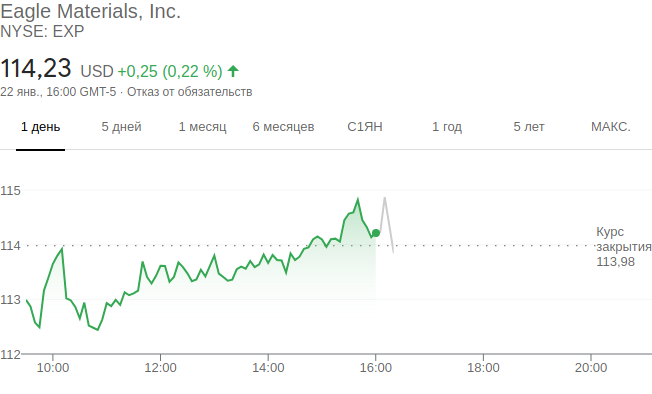 Eagle Materials, Inc.
NYSE: EXP
114,23 USD +0,25 (0,22 %)
22 янв., 16:00 GMT-5 · Отказ от обязательств
1 день 5 дней 1 месяц 6 месяцев С1ЯН 1 год 5 лет МАКС.
115
114
113
112
Курс
закрытия
113,98
10:00 12:00 14:00 16:00 18:00 20:00